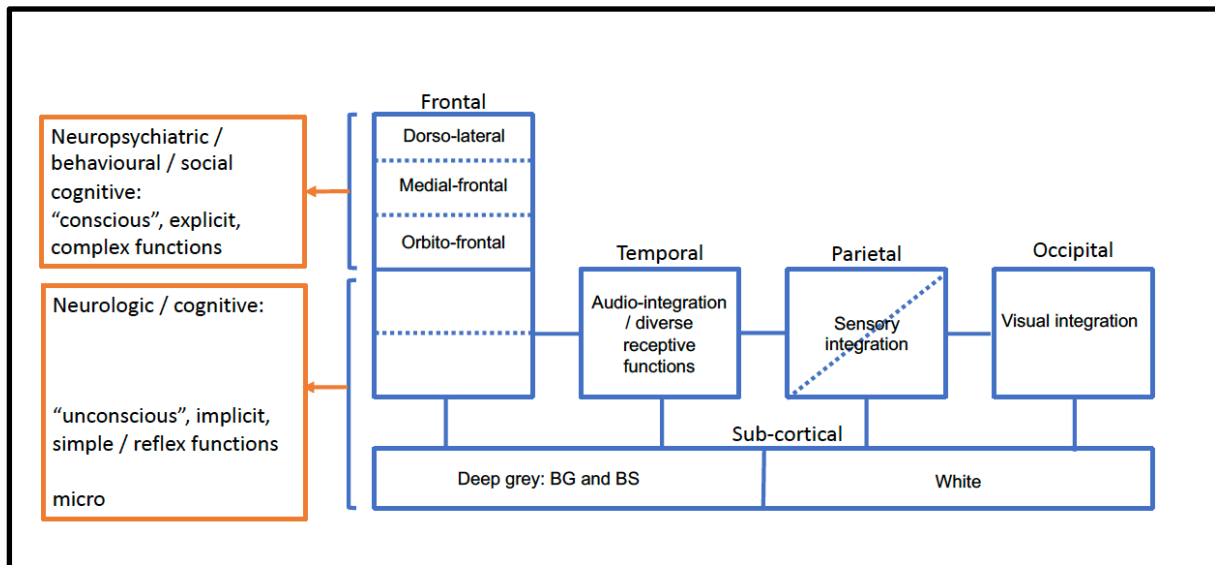 Frontal
Neuropsychiatric /
behavioural / social
cognitive:
“conscious”, explicit,
complex functions
Dorso-lateral
Medial-frontal
Orbito-frontal
Temporal
Parietal
Occipital
Neurologic / cognitive:
“unconscious”, implicit,
simple / reflex functions
micro
Audio-integration
/ diverse
receptive
functions
Sensory
integration
Visual integration
Sub-cortical
Deep grey: BG and BS
White